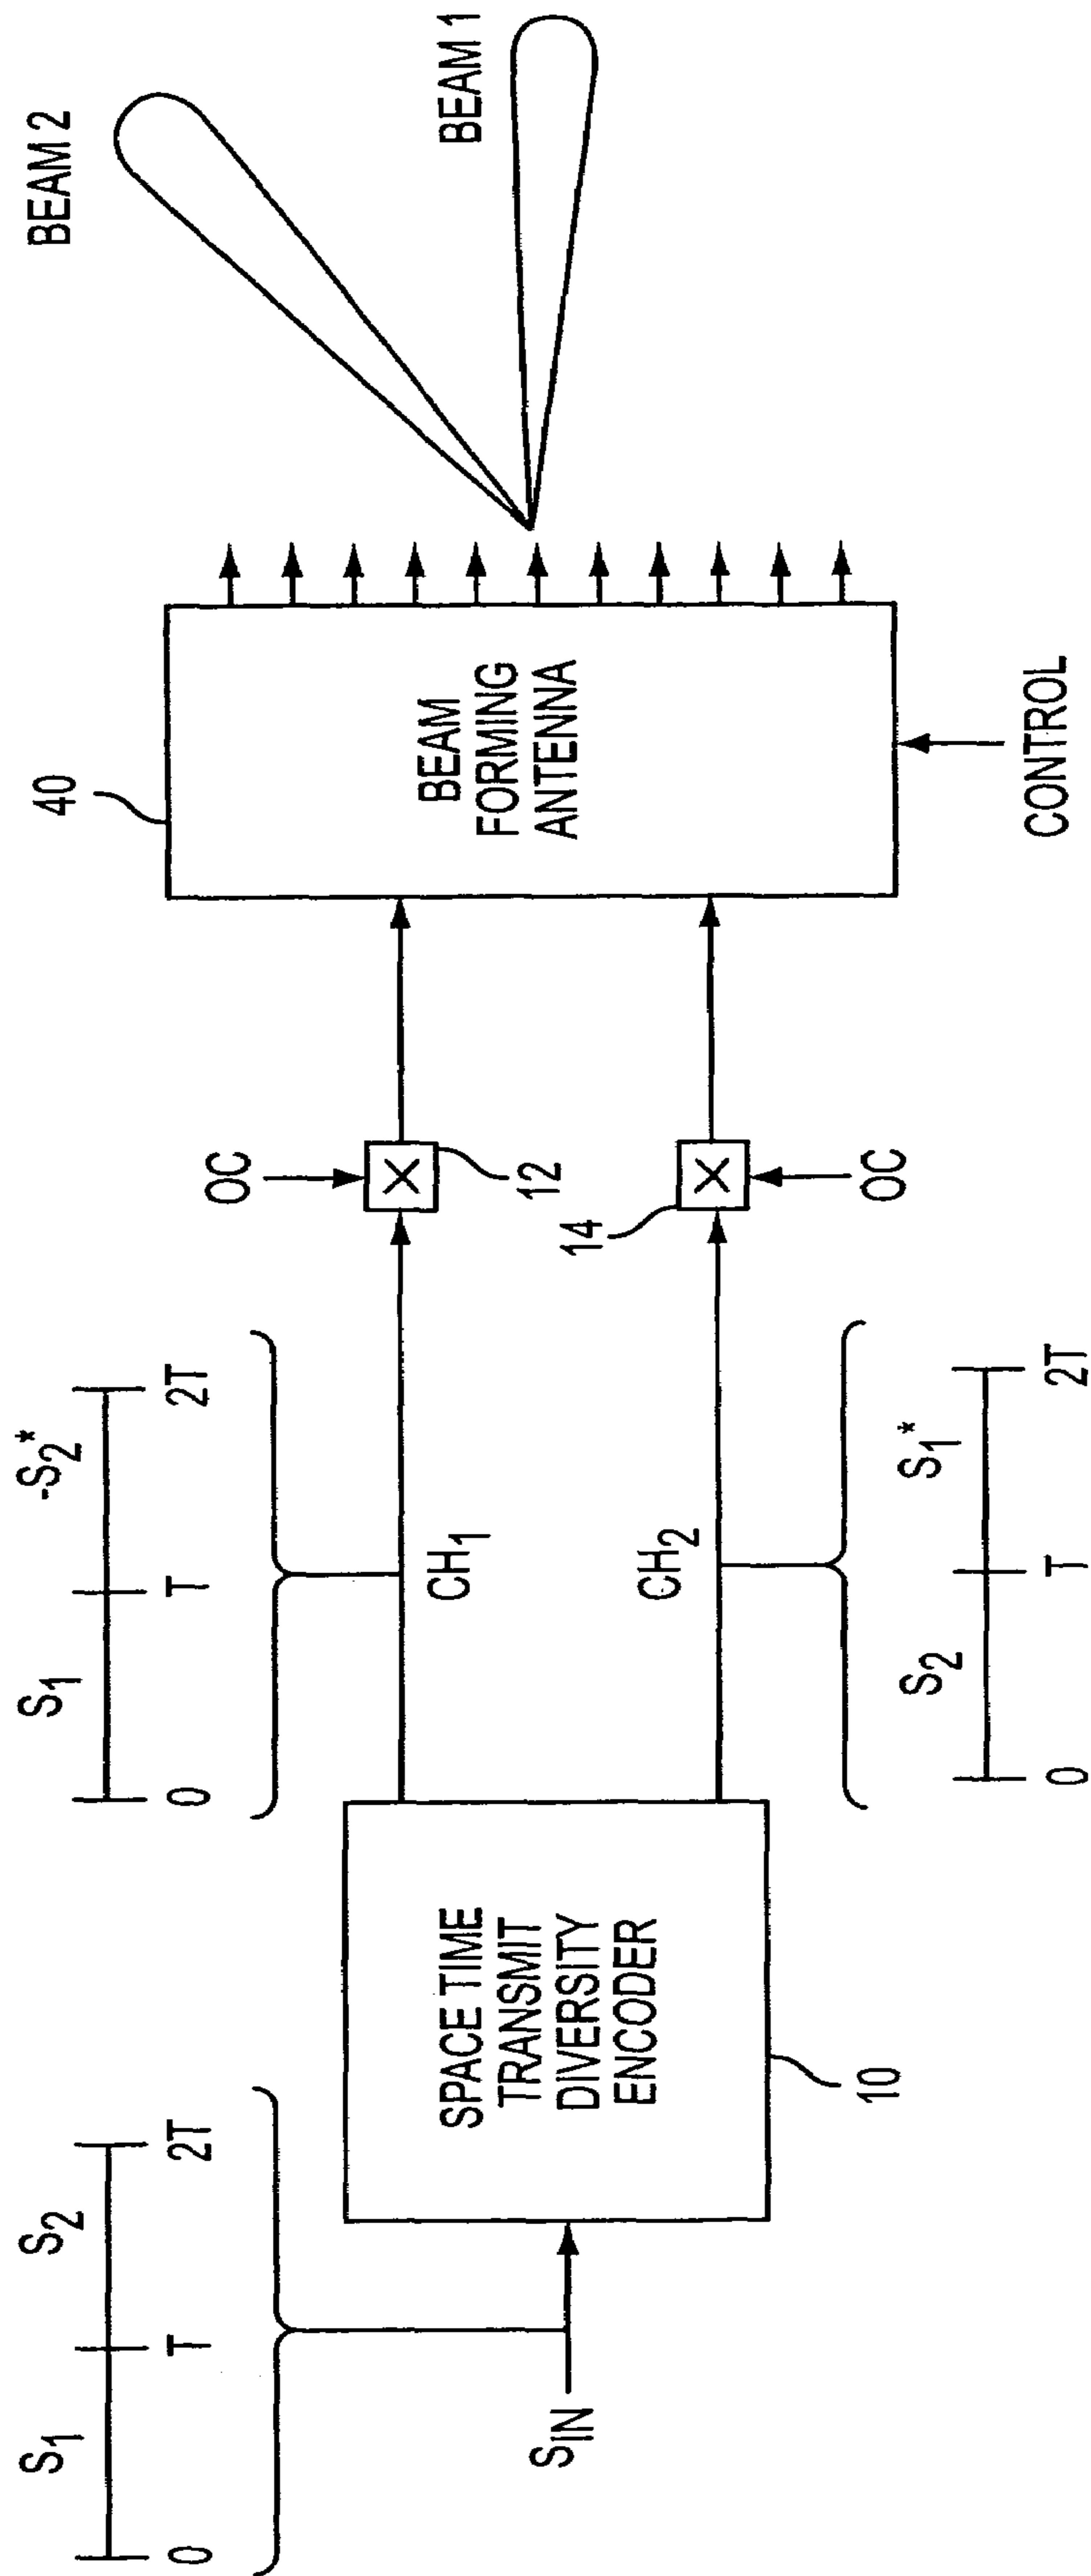 S1 S2
0 T 2T
SIN
SPACE TIME
TRANSMIT
DIVERSITY
ENCODER
10
S1 -S2*
0 T 2T
CH1
CH2
S2 S1*
0 T 2T
OC
12
14
OC
40
BEAM
FORMING
ANTENNA
CONTROL
BEAM 2
BEAM 1